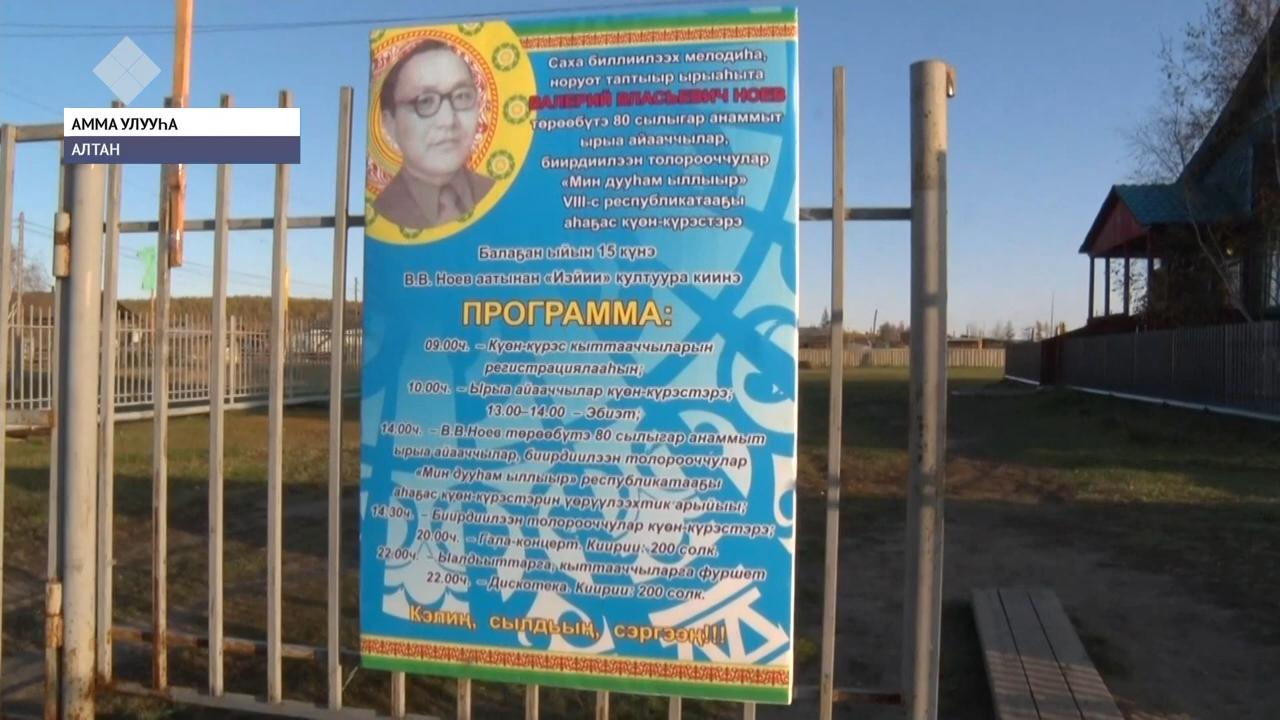 АММА УЛУУҺА
АЛТАН
Саха биллиилээх мелодиһа,
норуот таптыыр ырыаһыта
ВАЛЕРИЙ ВЛАСЬЕВИЧ НОЕВ
төрөөбүтэ 80 сылыгар анаммыт
ырыа айааччылар,
биирдиилээн толорооччулар
«Мин дууһам ыллыыр»
VIII-с республикатааҕы
аһаҕас күөн-күрэстэрэ
Балаҕан ыйын 15 күнэ
В.В. Ноев аатынан «Иэйии» култуура киинэ
ПРОГРАММА:
09.00ч. – Күөн-күрэс кыттааччыларын
регистрациялааһын;
10.00ч. – Ырыа айааччылар күөн-күрэстэрэ;
13.00–14.00 – Эбиэт;
14.00ч. – В.В.Ноев төрөөбүтэ 80 сылыгар анаммыт
ырыа айааччылар, биирдиилээн толорооччулар
«Мин дууһам ыллыыр» республикатааҕы
аһаҕас күөн-күрэстэрин үөрүүлээхтик арыйыы;
14.30ч. – Биирдиилээн толорооччулар күөн-күрэстэрэ;
20.00ч. – Гала-концерт. Киирии: 200 солк.
22.00ч. – Ыалдьыттарга, кыттааччыларга фуршет
22.00ч. – Дискотека. Киирии: 200 солк.
Кэлиҥ, сылдьыҥ, сэргээҥ!!!